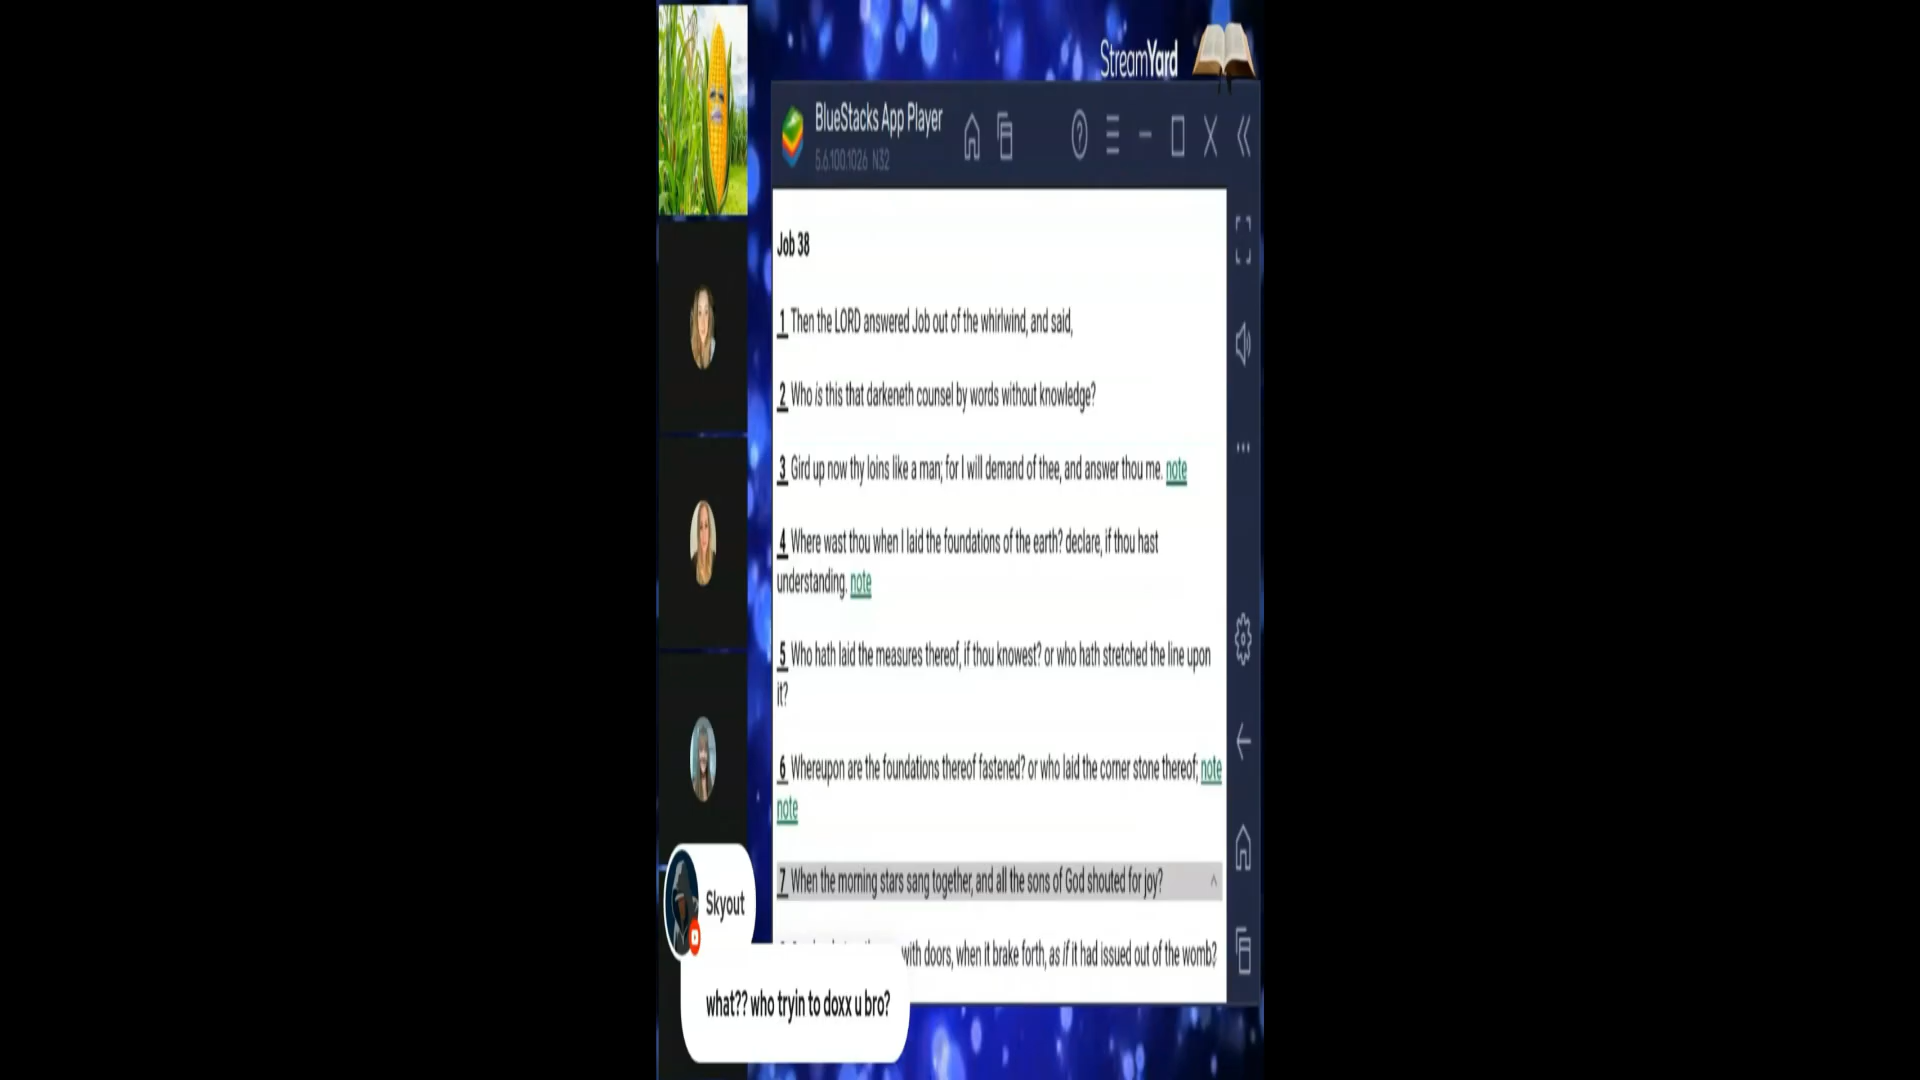 StreamYard
BlueStacks App Player
5.6.100.1026 N32
Job 38
1 Then the LORD answered Job out of the whirlwind, and said,
2 Who is this that darkeneth counsel by words without knowledge?
3 Gird up now thy loins like a man; for I will demand of thee, and answer thou me. note
4 Where wast thou when I laid the foundations of the earth? declare, if thou hast
understanding. note
5 Who hath laid the measures thereof, if thou knowest? or who hath stretched the line upon
it?
6 Whereupon are the foundations thereof fastened? or who laid the corner stone thereof; note
note
7 When the morning stars sang together, and all the sons of God shouted for joy?
with doors, when it brake forth, as if it had issued out of the womb?
Skyout
what?? who tryin to doxx u bro?